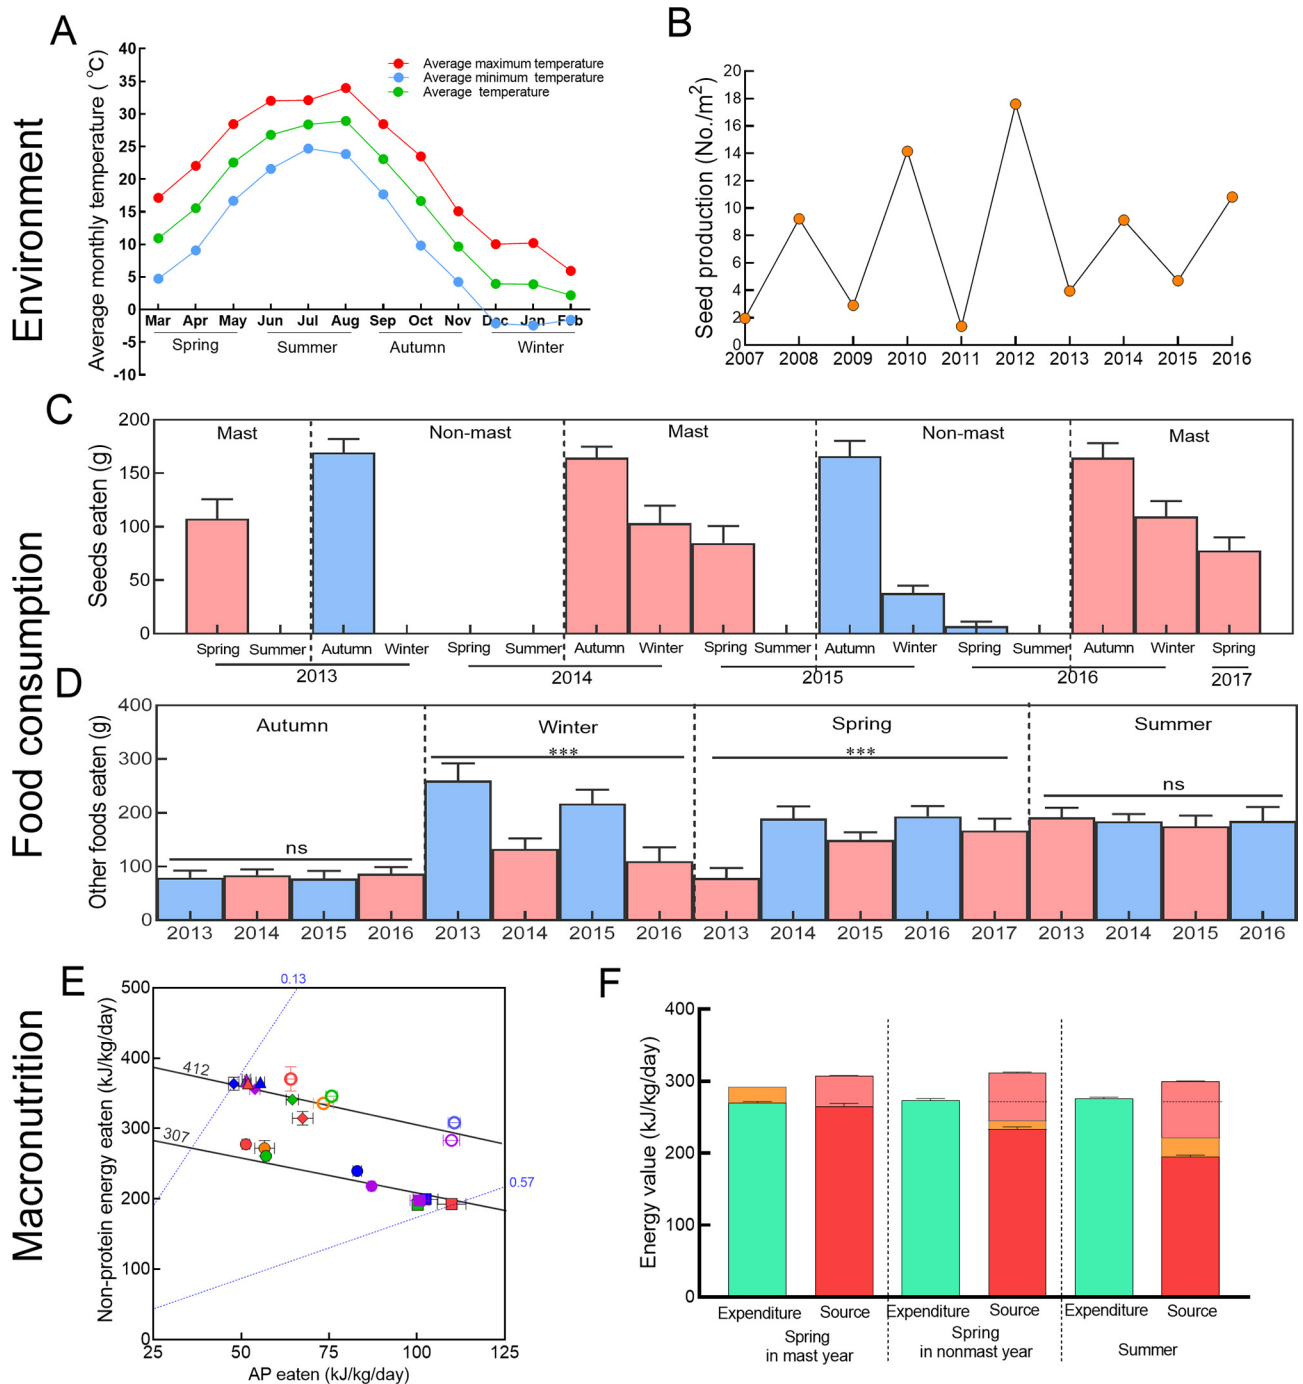 Environment
Food consumption
Macronutrition
A
Average monthly temperature ( °C)
40
35
30
25
20
15
10
5
0
-5
-10
Average maximum temperature
Average minimum temperature
Average temperature
Mar Apr May Jun Jul Aug Sep Oct Nov Dec Jan Feb
Spring Summer Autumn Winter
B
Seed production (No./m²)
20
18
16
14
12
10
8
6
4
2
0
2007 2008 2009 2010 2011 2012 2013 2014 2015 2016
C
Seeds eaten (g)
200
150
100
50
0
Mast Non-mast Mast Non-mast Mast
Spring Summer Autumn Winter Spring Summer Autumn Winter Spring Summer Autumn Winter Spring Summer Autumn Winter Spring
2013 2014 2015 2016 2017
D
Other foods eaten (g)
400
300
200
100
0
Autumn Winter Spring Summer
ns *** *** ns
2013 2014 2015 2016 2013 2014 2015 2016 2013 2014 2015 2016 2017 2013 2014 2015 2016
E
Non-protein energy eaten (kJ/kg/day)
500
400
300
200
100
0
0.13
412
307
0.57
25 50 75 100 125
AP eaten (kJ/kg/day)
F
Energy value (kJ/kg/day)
400
300
200
100
0
Expenditure Source Expenditure Source Expenditure Source
Spring
in mast year
Spring
in nonmast year
Summer